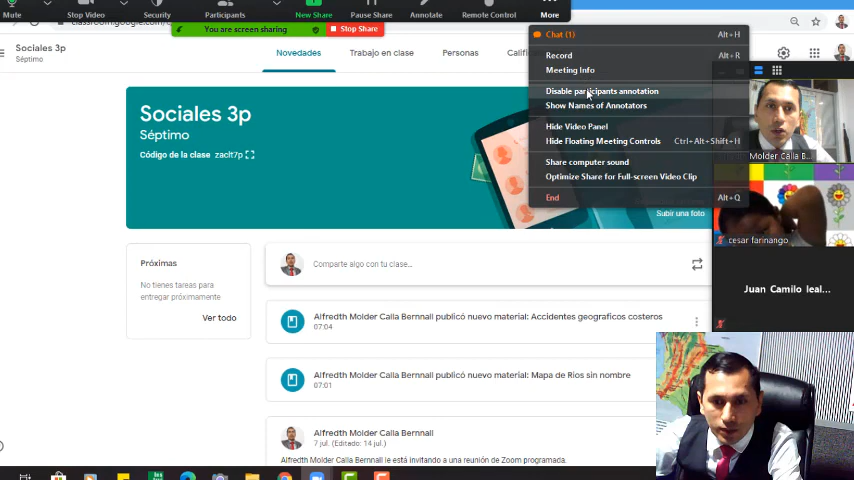 Mute
Stop Video
Security
Participants
New Share
Pause Share
Annotate
Remote Control
More
You are screen sharing
Stop Share
Sociales 3p
Séptimo
Novedades
Trabajo en clase
Personas
Chat (1) Alt+H
Record Alt+R
Meeting Info
Disable participants annotation
Show Names of Annotators
Hide Video Panel
Hide Floating Meeting Controls Ctrl+Alt+Shift+H
Share computer sound
Optimize Share for Full-screen Video Clip
End Alt+Q
Sociales 3p
Séptimo
Código de la clase zaclt7p
Subir una foto
Molder Calla B...
cesar farinango
Juan Camilo leal...
Próximas
No tienes tareas para
entregar próximamente
Ver todo
Comparte algo con tu clase...
Alfredth Molder Calla Bernnall publicó nuevo material: Accidentes geograficos costeros
07:04
Alfredth Molder Calla Bernnall publicó nuevo material: Mapa de Rios sin nombre
07:01
Alfredth Molder Calla Bernnall
7 jul. (Editado: 14 jul.)
Alfredth Molder Calla Bernnall le está invitando a una reunión de Zoom programada.